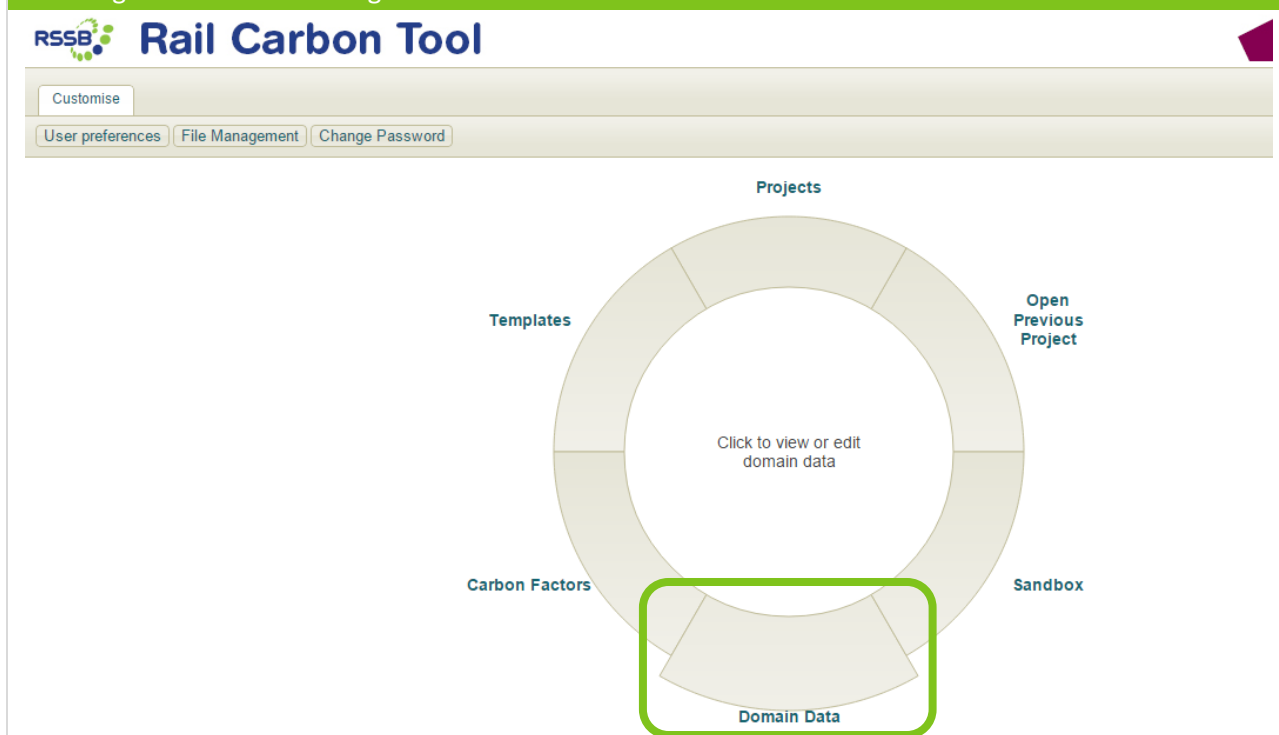 RSSB Rail Carbon Tool
Customise
User preferences File Management Change Password
Projects
Templates
Open
Previous
Project
Click to view or edit
domain data
Carbon Factors
Sandbox
Domain Data